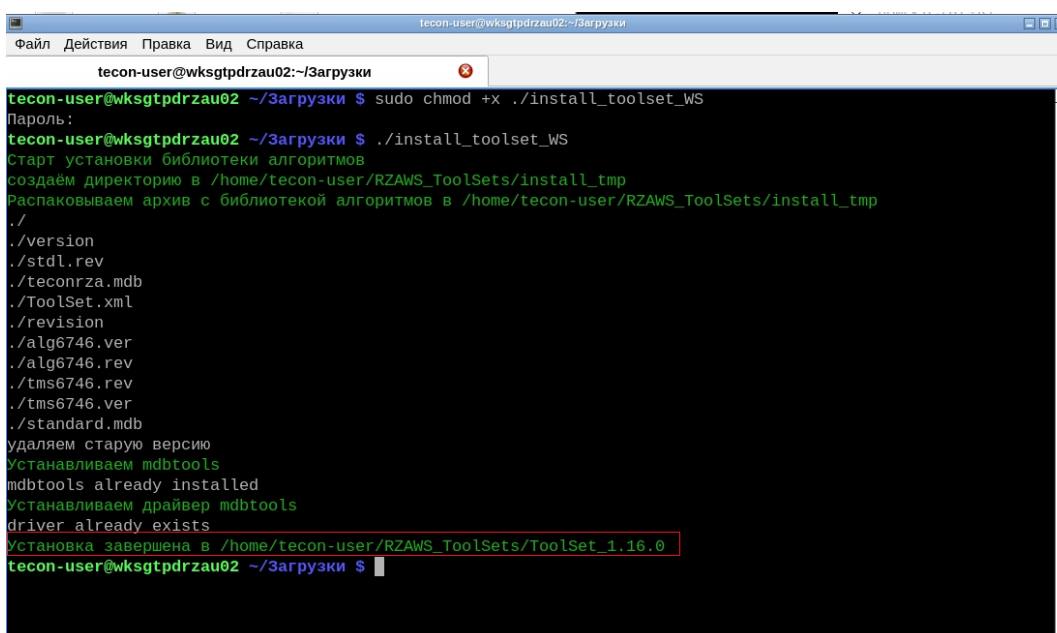 tecon-user@wksgtpdrzau02:~/Загрузки
Файл Действия Правка Вид Справка
tecon-user@wksgtpdrzau02:~/Загрузки
tecon-user@wksgtpdrzau02 ~/Загрузки $ sudo chmod +x ./install_toolset_WS
Пароль:
tecon-user@wksgtpdrzau02 ~/Загрузки $ ./install_toolset_WS
Старт установки библиотеки алгоритмов
создаём директорию в /home/tecon-user/RZAWS_ToolSets/install_tmp
Распаковываем архив с библиотекой алгоритмов в /home/tecon-user/RZAWS_ToolSets/install_tmp
./
./version
./stdl.rev
./teconrza.mdb
./ToolSet.xml
./revision
./alg6746.ver
./alg6746.rev
./tms6746.rev
./tms6746.ver
./standard.mdb
удаляем старую версию
Устанавливаем mdbtools
mdbtools already installed
Устанавливаем драйвер mdbtools
driver already exists
Установка завершена в /home/tecon-user/RZAWS_ToolSets/ToolSet_1.16.0
tecon-user@wksgtpdrzau02 ~/Загрузки $